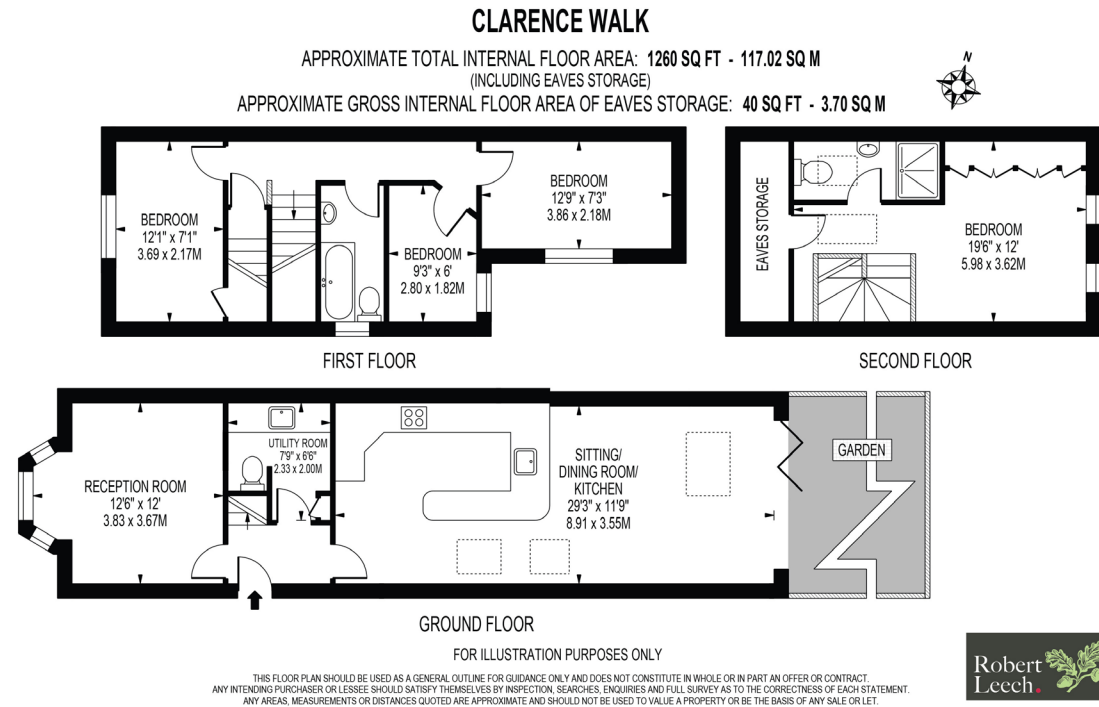 CLARENCE WALK
APPROXIMATE TOTAL INTERNAL FLOOR AREA: 1260 SQ FT - 117.02 SQ M
(INCLUDING EAVES STORAGE)
APPROXIMATE GROSS INTERNAL FLOOR AREA OF EAVES STORAGE: 40 SQ FT - 3.70 SQ M
N
BEDROOM
12'1" x 7'1"
3.69 x 2.17M
BEDROOM
9'3" x 6'
2.80 x 1.82M
BEDROOM
12'9" x 7'3"
3.86 x 2.18M
FIRST FLOOR
EAVES STORAGE
BEDROOM
19'6" x 12'
5.98 x 3.62M
SECOND FLOOR
RECEPTION ROOM
12'6" x 12'
3.83 x 3.67M
UTILITY ROOM
7'9" x 6'6"
2.33 x 2.00M
SITTING/
DINING ROOM/
KITCHEN
29'3" x 11'9"
8.91 x 3.55M
GARDEN
GROUND FLOOR
FOR ILLUSTRATION PURPOSES ONLY
THIS FLOOR PLAN SHOULD BE USED AS A GENERAL OUTLINE FOR GUIDANCE ONLY AND DOES NOT CONSTITUTE IN WHOLE OR IN PART AN OFFER OR CONTRACT.
ANY INTENDING PURCHASER OR LESSEE SHOULD SATISFY THEMSELVES BY INSPECTION, SEARCHES, ENQUIRIES AND FULL SURVEY AS TO THE CORRECTNESS OF EACH STATEMENT.
ANY AREAS, MEASUREMENTS OR DISTANCES QUOTED ARE APPROXIMATE AND SHOULD NOT BE USED TO VALUE A PROPERTY OR BE THE BASIS OF ANY SALE OR LET.
Robert
Leech.